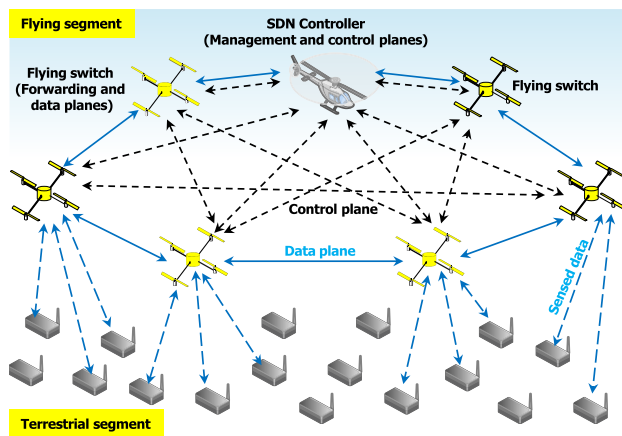 Flying segment
SDN Controller
(Management and control planes)
Flying switch
(Forwarding and
data planes)
Flying switch
Control plane
Data plane
Sensed data
Terrestrial segment